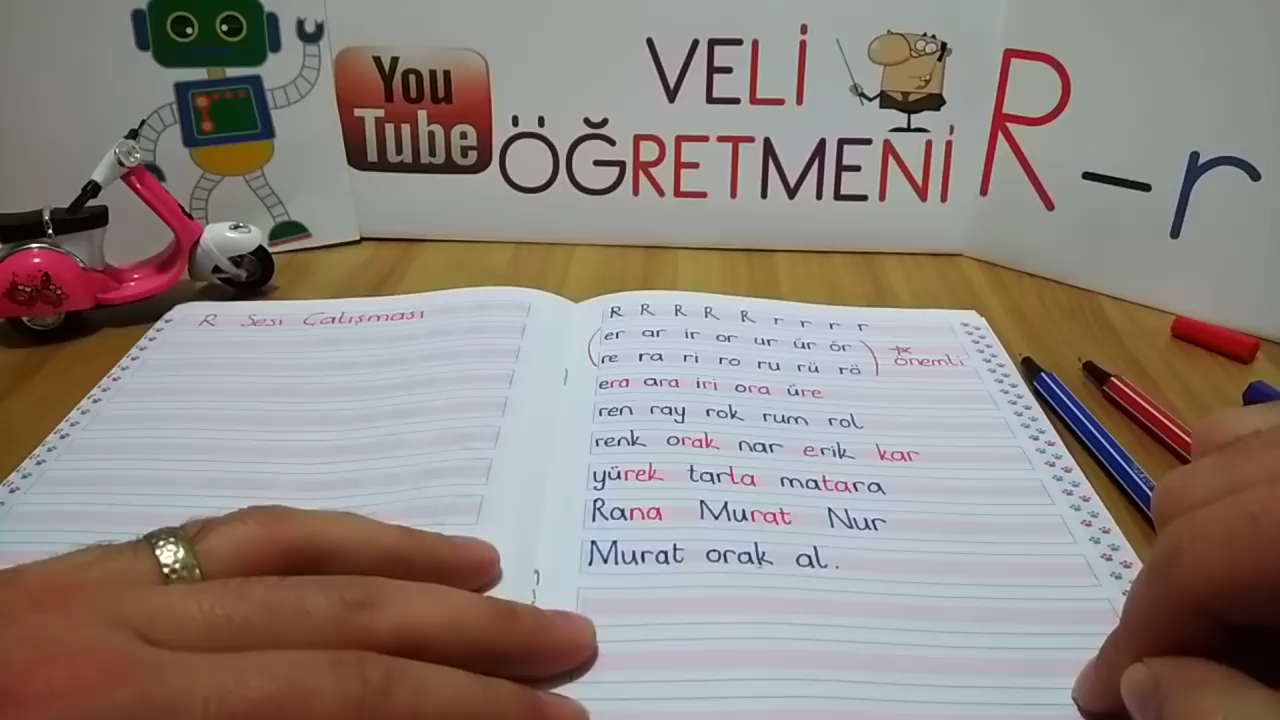 You
Tube
VELİ
ÖĞRETMENİ
R-r
R Sesi Çalışması
R R R R R r r r r
er ar ir or ur ür ör
re ra ri ro ru rü rö
önemli
era ara iri ora üre
ren ray rok rum rol
renk orak nar erik kar
yürek tarla matara
Rana Murat Nur
Murat orak al.